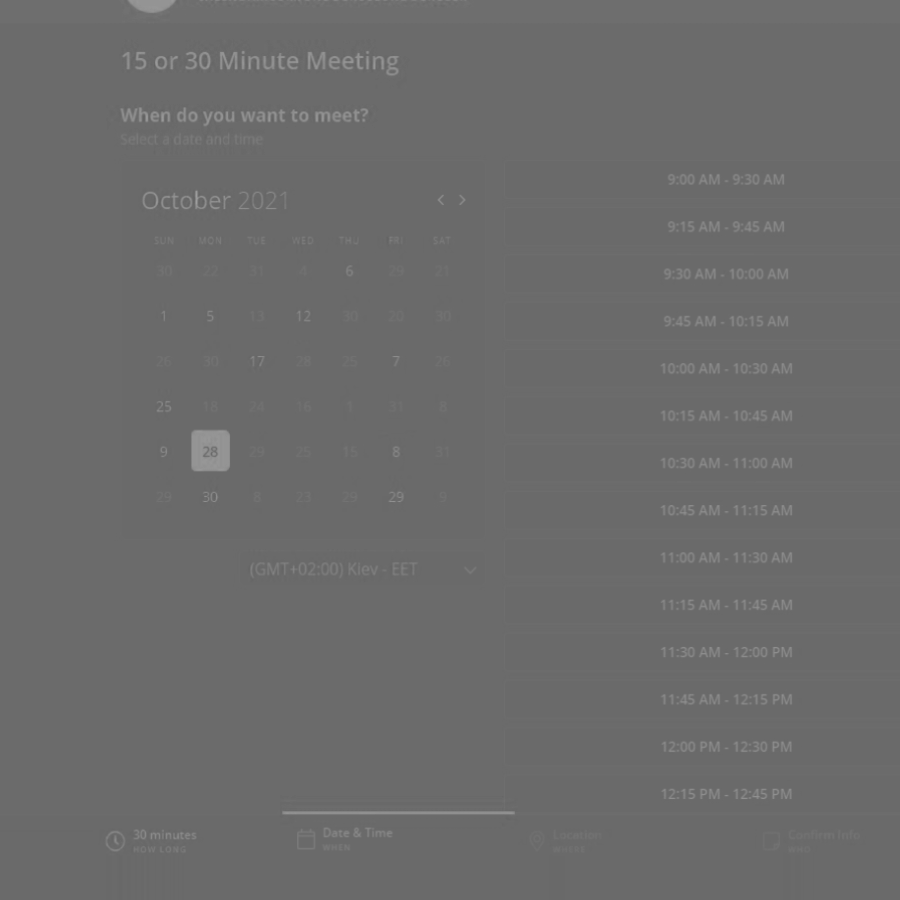 15 or 30 Minute Meeting
When do you want to meet?
Select a date and time
October 2021
SUN MON TUE WED THU FRI SAT
30 22 31 4 6 29 21
1 5 13 12 30 20 30
26 30 17 28 25 7 26
25 18 24 16 1 31 8
9 28 29 25 15 8 31
29 30 8 23 29 29 9
(GMT+02:00) Kiev - EET
9:00 AM - 9:30 AM
9:15 AM - 9:45 AM
9:30 AM - 10:00 AM
9:45 AM - 10:15 AM
10:00 AM - 10:30 AM
10:15 AM - 10:45 AM
10:30 AM - 11:00 AM
10:45 AM - 11:15 AM
11:00 AM - 11:30 AM
11:15 AM - 11:45 AM
11:30 AM - 12:00 PM
11:45 AM - 12:15 PM
12:00 PM - 12:30 PM
12:15 PM - 12:45 PM
30 minutes
HOW LONG
Date & Time
WHEN
Location
WHERE
Confirm Info
WHO